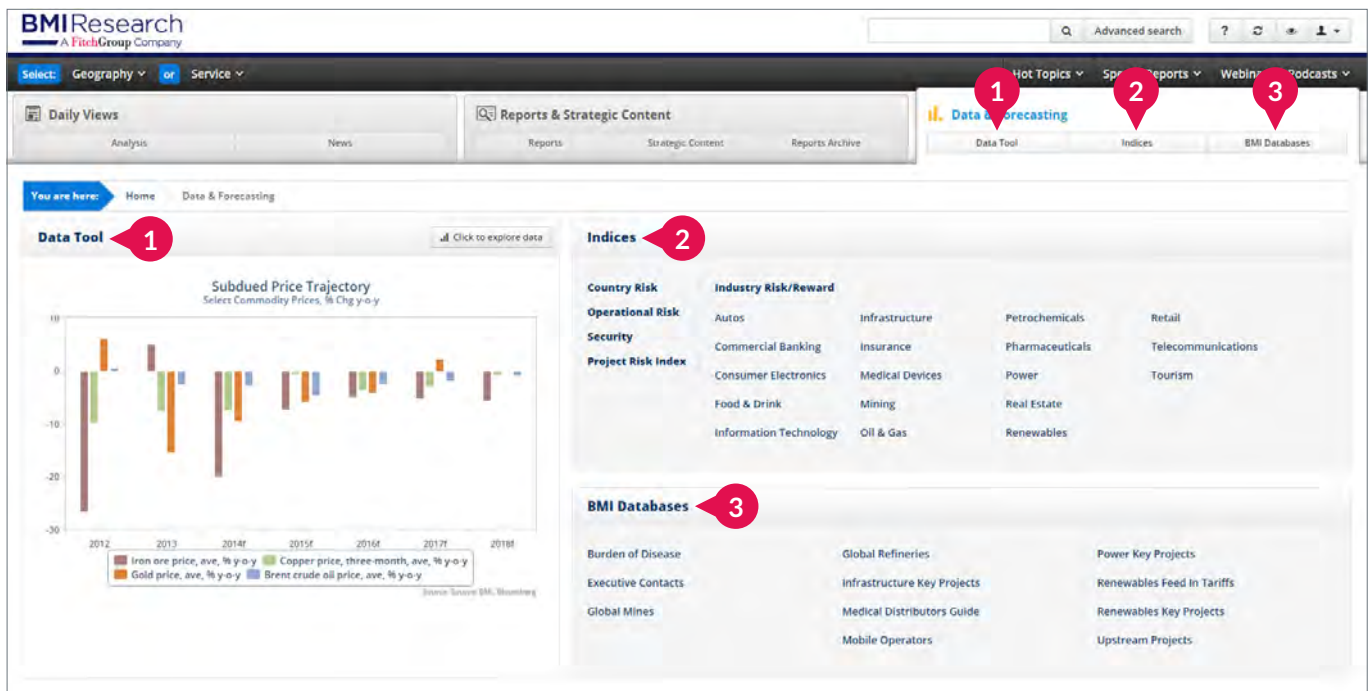 BMIResearch
A FitchGroup Company
Advanced search
?
Select: Geography or Service
Hot Topics Reports Webina Podcasts
1 2 3
Daily Views
Analysis News
Reports & Strategic Content
Reports Strategic Content Reports Archive
Data & Forecasting
Data Tool Indices BMI Databases
You are here: Home Data & Forecasting
Data Tool 1 Click to explore data
Subdued Price Trajectory
Select Commodity Prices, % Chg y-o-y
10
0
-10
-20
-30
2012 2013 2014f 2015f 2016f 2017f 2018f
Iron ore price, ave, % y-o-y Copper price, three-month, ave, % y-o-y
Gold price, ave, % y-o-y Brent crude oil price, ave, % y-o-y
Source: Source: BMI, Bloomberg
Indices 2
Country Risk
Operational Risk
Security
Project Risk Index
Industry Risk/Reward
Autos Infrastructure Petrochemicals Retail
Commercial Banking Insurance Pharmaceuticals Telecommunications
Consumer Electronics Medical Devices Power Tourism
Food & Drink Mining Real Estate
Information Technology Oil & Gas Renewables
BMI Databases 3
Burden of Disease Global Refineries Power Key Projects
Executive Contacts Infrastructure Key Projects Renewables Feed In Tariffs
Global Mines Medical Distributors Guide Renewables Key Projects
Mobile Operators Upstream Projects